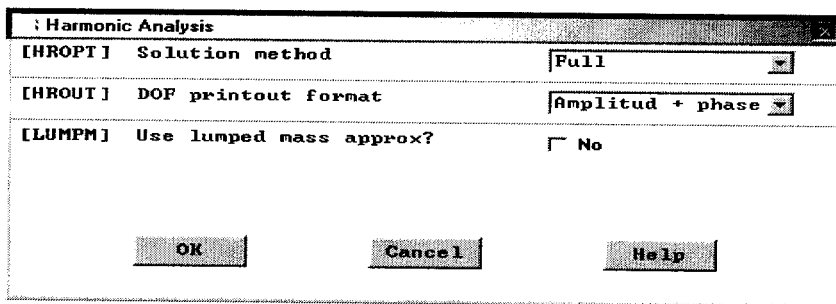 Harmonic Analysis
[HROPT] Solution method Full
[HROUT] DOF printout format Amplitud + phase
[LUMPM] Use lumped mass approx? No
OK Cancel Help